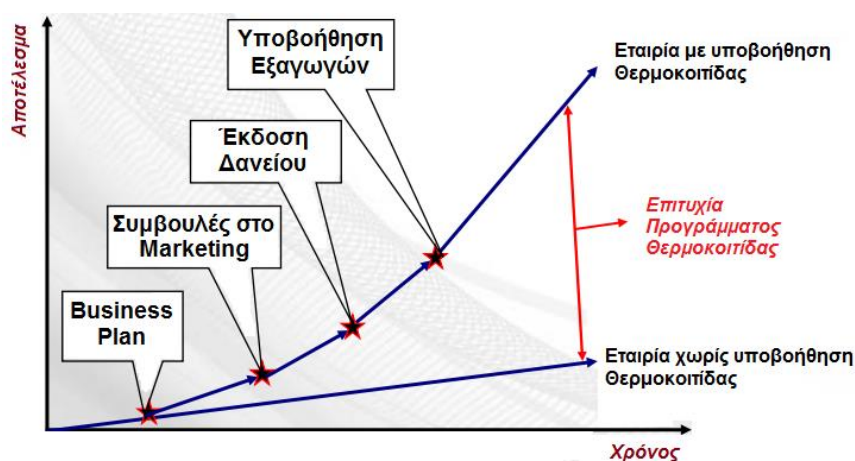 Αποτέλεσμα
Υποβοήθηση
Εξαγωγών
Εταιρία με υποβοήθηση
Θερμοκοιτίδας
Έκδοση
Δανείου
Συμβουλές στο
Marketing
Επιτυχία
Προγράμματος
Θερμοκοιτίδας
Business
Plan
Εταιρία χωρίς υποβοήθηση
Θερμοκοιτίδας
Χρόνος